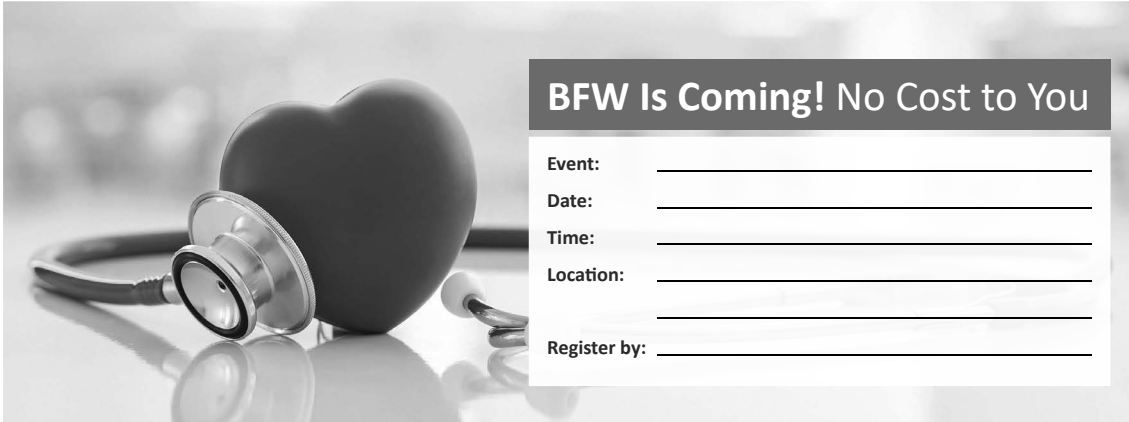 BFW Is Coming! No Cost to You
Event:
Date:
Time:
Location:
Register by: